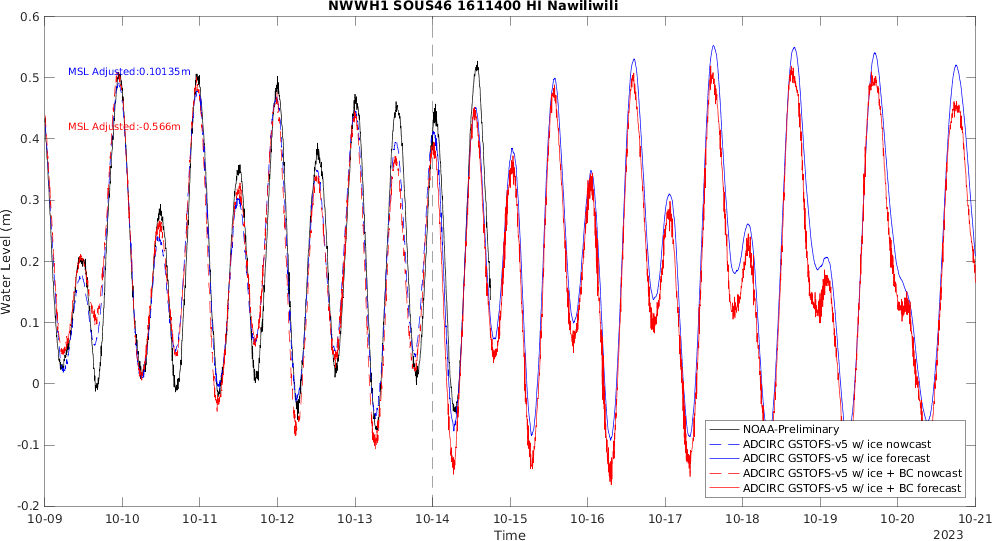 NWWH1 SOUS46 1611400 HI Nawiliwili
0.6
0.5
0.4
0.3
0.2
0.1
0
-0.1
-0.2
Water Level (m)
MSL Adjusted:0.10135m
MSL Adjusted:-0.566m
NOAA-Preliminary
ADCIRC GSTOFS-v5 w/ ice nowcast
ADCIRC GSTOFS-v5 w/ ice forecast
ADCIRC GSTOFS-v5 w/ ice + BC nowcast
ADCIRC GSTOFS-v5 w/ ice + BC forecast
10-09 10-10 10-11 10-12 10-13 10-14 10-15 10-16 10-17 10-18 10-19 10-20 10-21
Time
2023